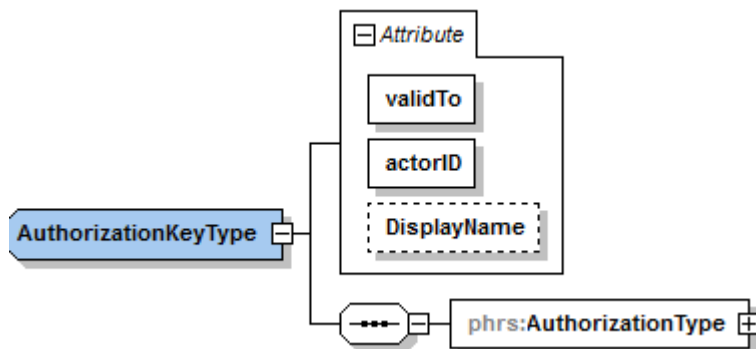 Attribute
validTo
actorID
DisplayName
AuthorizationKeyType
phrs:AuthorizationType